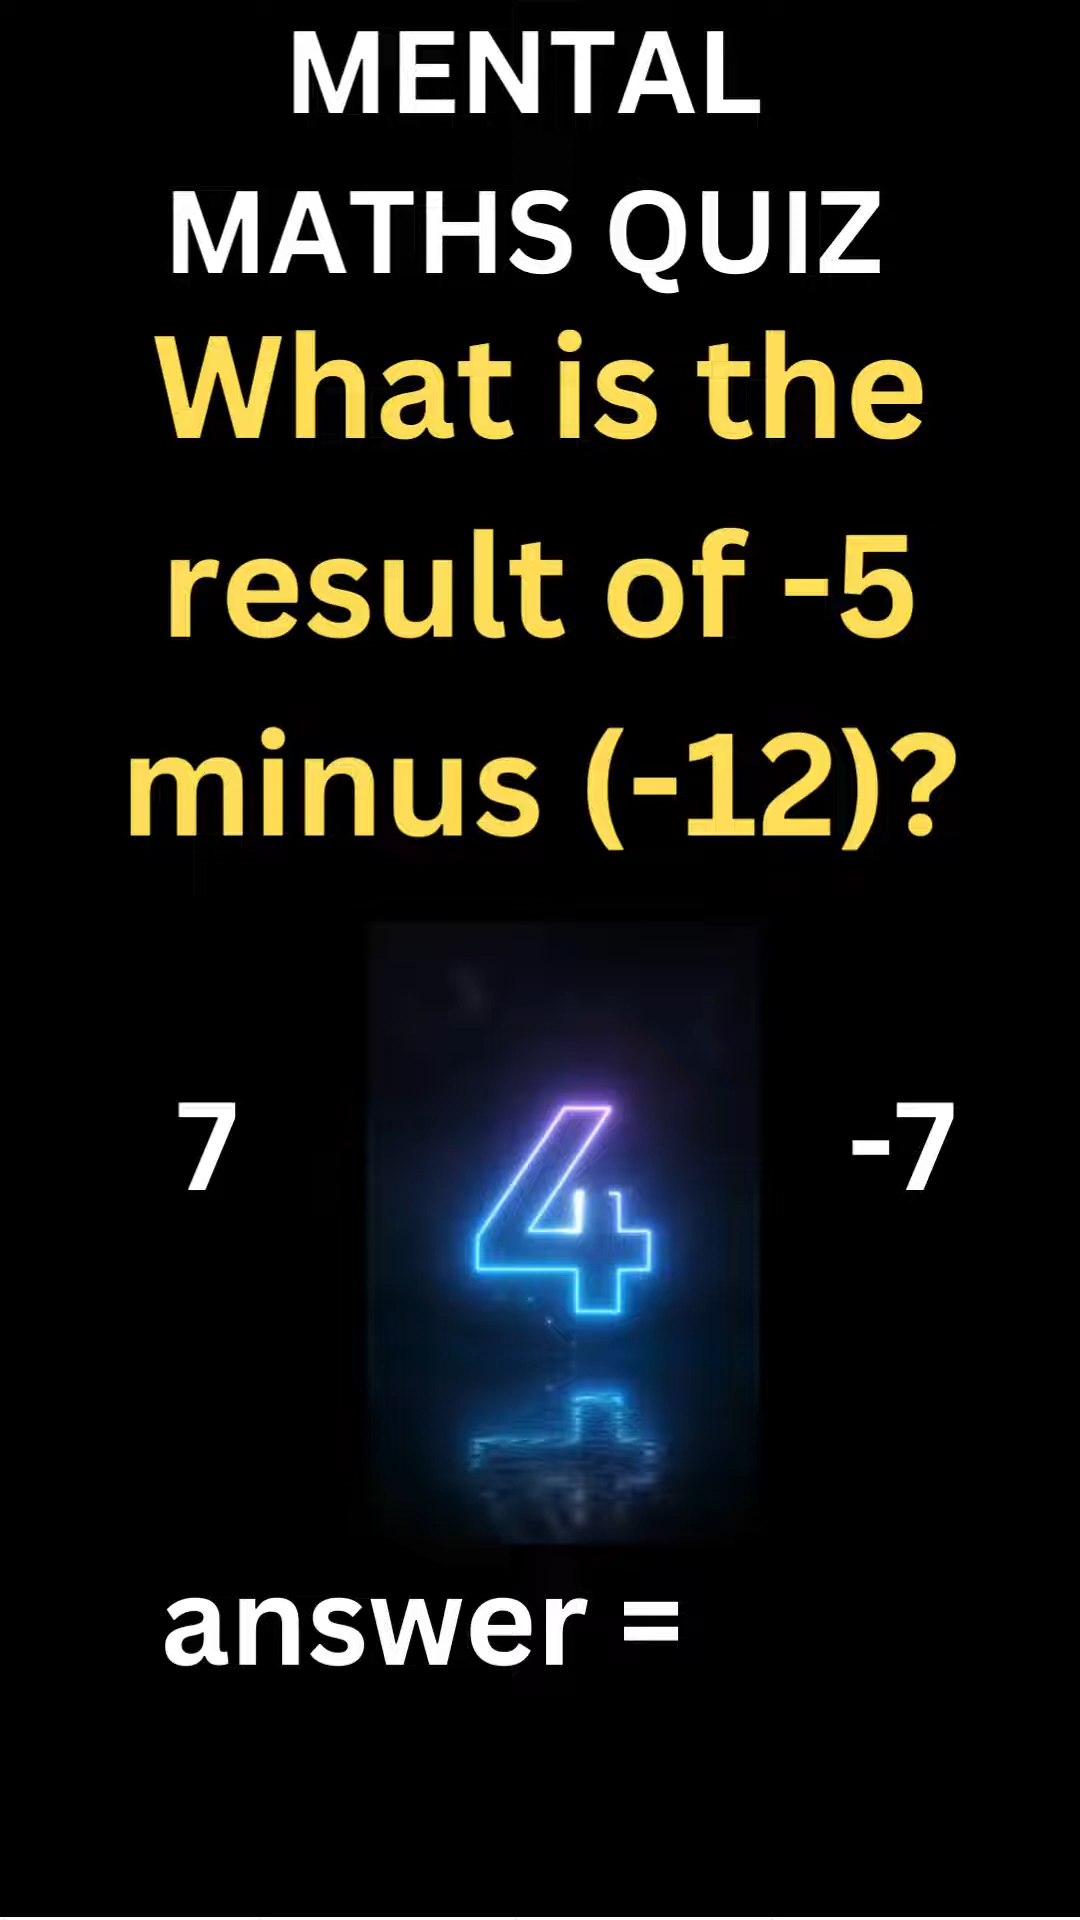 MENTAL
MATHS QUIZ
What is the
result of -5
minus (-12)?
7
4
-7
answer =